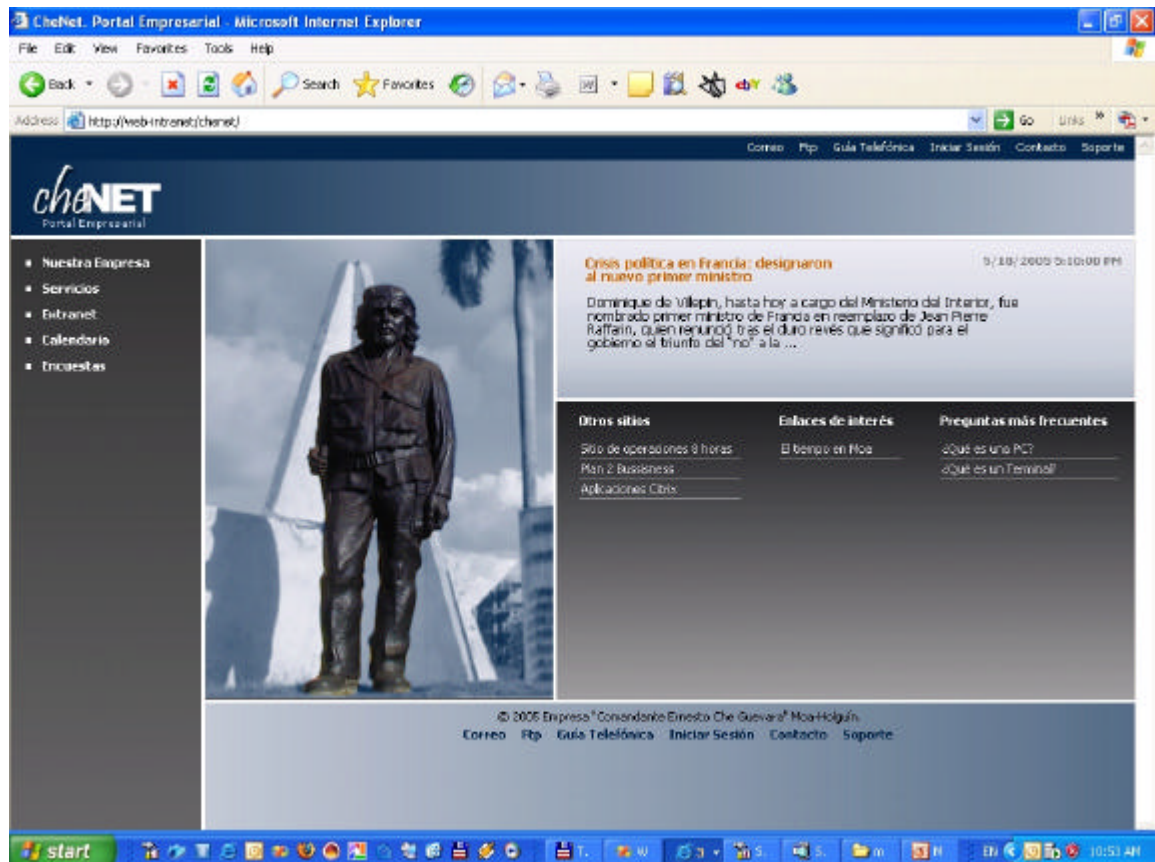 CheNet. Portal Empresarial - Microsoft Internet Explorer
File Edit View Favorites Tools Help
Back Search Favorites
Address http://web-intranet/chenet/ Go Links »
Correo Ftp Guía Telefónica Iniciar Sesión Contacto Soporte
cheNET
Portal Empresarial
Nuestra Empresa
Servicios
Extranet
Calendario
Encuestas
Crisis política en Francia: designaron
al nuevo primer ministro
5/18/2005 5:10:00 PM
Dominique de Villepin, hasta hoy a cargo del Ministerio del Interior, fue
nombrado primer ministro de Francia en reemplazo de Jean Pierre
Raffarin, quien renunció tras el duro revés que significó para el
gobierno el triunfo del "no" a la ...
Otros sitios
Sitio de operaciones 8 horas
Plan 2 Bussisness
Aplicaciones Citrix
Enlaces de interés
El tiempo en Moa
Preguntas más frecuentes
¿Qué es una PC?
¿Qué es un Terminal?
© 2005 Empresa "Comandante Ernesto Che Guevara" Moa-Holguín.
Correo Ftp Guía Telefónica Iniciar Sesión Contacto Soporte
start T. W S. S. m N EN 10:53 AM